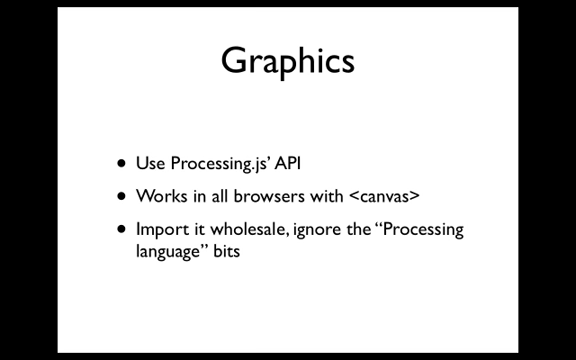 Graphics
• Use Processing.js’ API
• Works in all browsers with <canvas>
• Import it wholesale, ignore the “Processing
language” bits